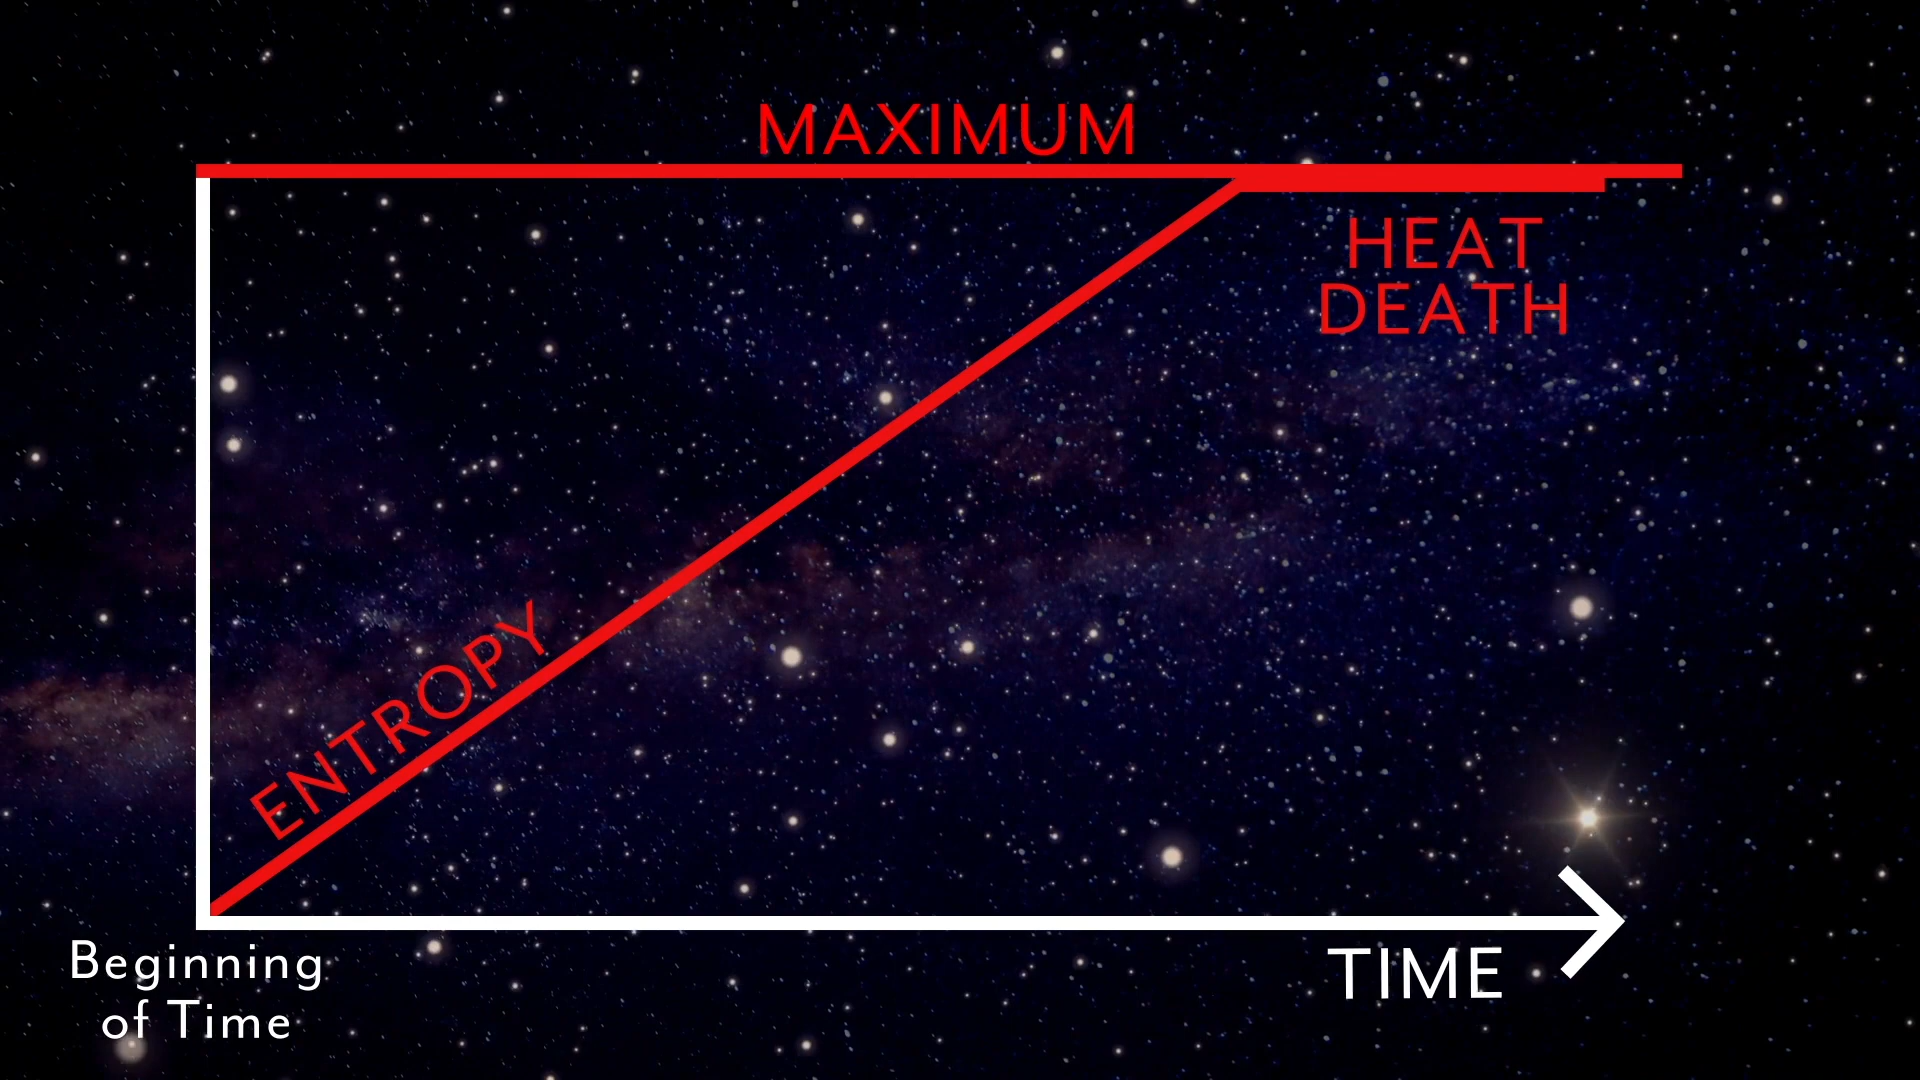 MAXIMUM
HEAT
DEATH
ENTROPY
Beginning
of Time
TIME